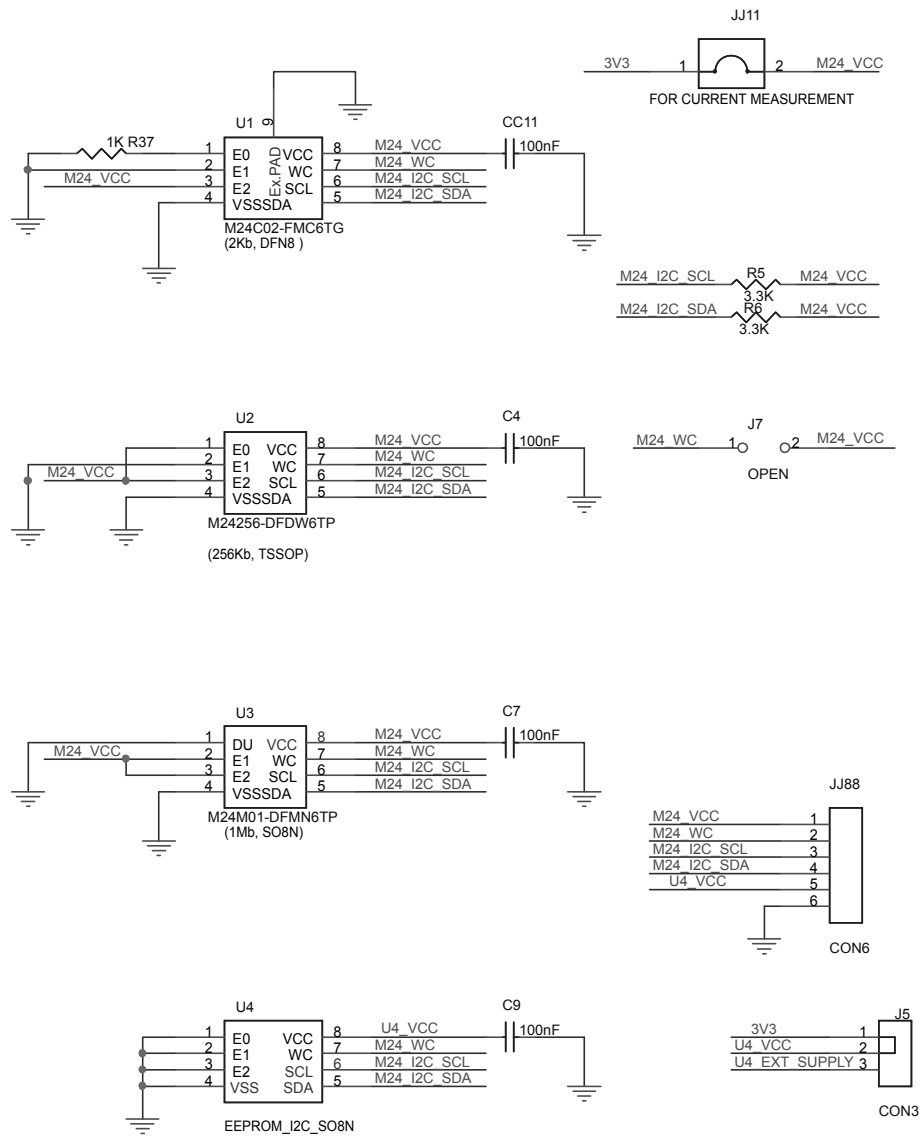 JJ11
3V3 1 2 M24_VCC
FOR CURRENT MEASUREMENT
U1
9
CC11
1K R37
1 E0 VCC 8 M24_VCC 100nF
2 E1 WC 7 M24_WC
M24_VCC 3 E2 SCL 6 M24_I2C_SCL
4 VSSSDA 5 M24_I2C_SDA
Ex.PAD
M24C02-FMC6TG
(2Kb, DFN8 )
M24_I2C_SCL R5 M24_VCC
3.3K
M24_I2C_SDA R6 M24_VCC
3.3K
U2
C4
1 E0 VCC 8 M24_VCC 100nF
2 E1 WC 7 M24_WC
M24_VCC 3 E2 SCL 6 M24_I2C_SCL
4 VSSSDA 5 M24_I2C_SDA
M24256-DFDW6TP
(256Kb, TSSOP)
J7
M24_WC 1 2 M24_VCC
OPEN
U3
C7
1 DU VCC 8 M24_VCC 100nF
M24_VCC 2 E1 WC 7 M24_WC
3 E2 SCL 6 M24_I2C_SCL
4 VSSSDA 5 M24_I2C_SDA
M24M01-DFMN6TP
(1Mb, SO8N)
JJ88
M24_VCC 1
M24_WC 2
M24_I2C_SCL 3
M24_I2C_SDA 4
U4_VCC 5
6
CON6
U4
C9
1 E0 VCC 8 U4_VCC 100nF
2 E1 WC 7 M24_WC
3 E2 SCL 6 M24_I2C_SCL
4 VSS SDA 5 M24_I2C_SDA
EEPROM_I2C_SO8N
J5
3V3 1
U4_VCC 2
U4_EXT_SUPPLY 3
CON3